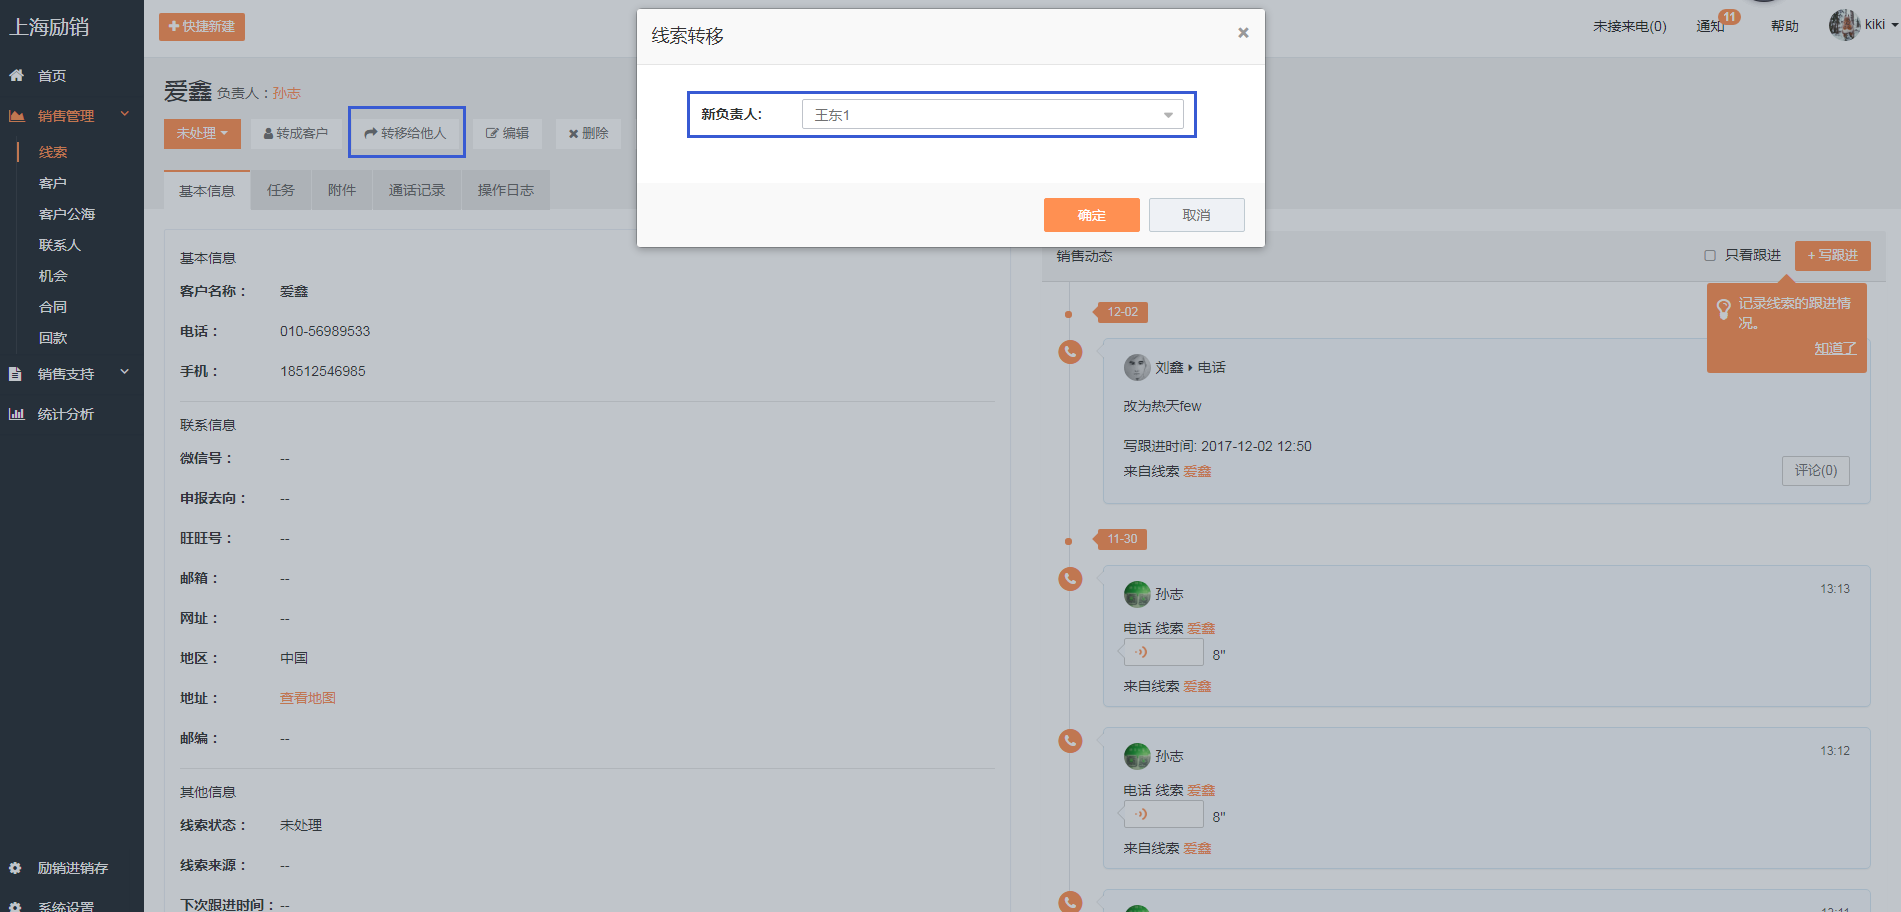 上海励销
快捷新建
未接来电(0)
通知
11
帮助
kiki
首页
销售管理
线索
客户
客户公海
联系人
机会
合同
回款
销售支持
统计分析
励销进销存
系统设置
爱鑫 负责人：孙志
未处理
转成客户
转移给他人
编辑
删除
基本信息
任务
附件
通话记录
操作日志
线索转移
×
新负责人:
王东1
确定
取消
基本信息
客户名称： 爱鑫
电话： 010-56989533
手机： 18512546985
联系信息
微信号： --
申报去向： --
旺旺号： --
邮箱： --
网址： --
地区： 中国
地址： 查看地图
邮编： --
其他信息
线索状态： 未处理
线索来源： --
下次跟进时间： --
销售动态
只看跟进
+ 写跟进
记录线索的跟进情
况。
知道了
12-02
刘鑫 电话
改为热天few
写跟进时间: 2017-12-02 12:50
来自线索 爱鑫
评论(0)
11-30
孙志
13:13
电话 线索 爱鑫
8"
来自线索 爱鑫
孙志
13:12
电话 线索 爱鑫
8"
来自线索 爱鑫
13:11